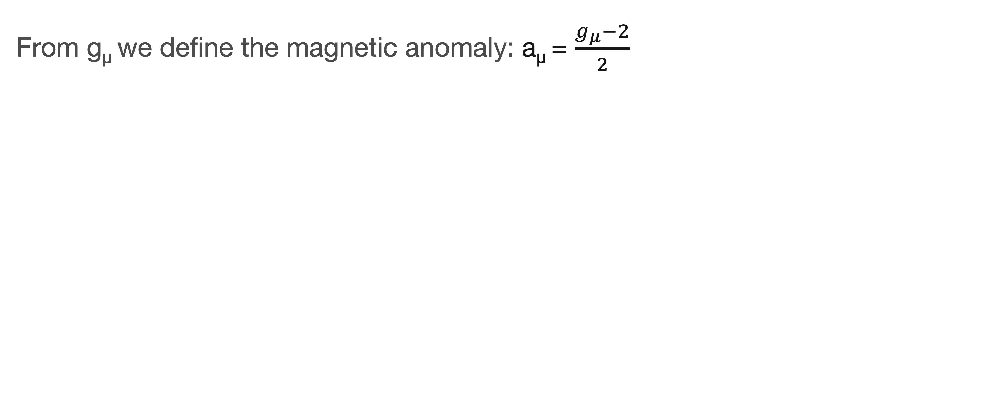 From gμ we define the magnetic anomaly: aμ = (gμ−2)/2